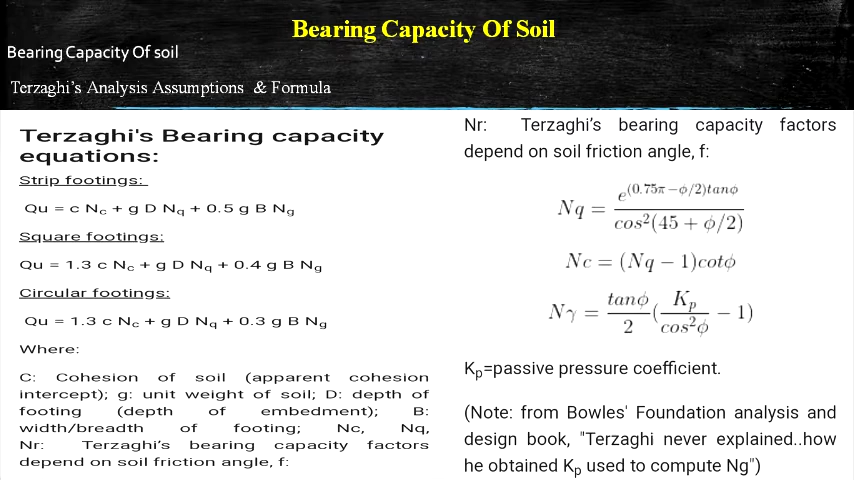 Bearing Capacity Of Soil
Bearing Capacity Of soil
Terzaghi's Analysis Assumptions & Formula
Terzaghi's Bearing capacity
equations:
Strip footings:
Qu = c Nc + g D Nq + 0.5 g B Ng
Square footings:
Qu = 1.3 c Nc + g D Nq + 0.4 g B Ng
Circular footings:
Qu = 1.3 c Nc + g D Nq + 0.3 g B Ng
Where:
C: Cohesion of soil (apparent cohesion
intercept); g: unit weight of soil; D: depth of
footing (depth of embedment); B:
width/breadth of footing; Nc, Nq,
Nr: Terzaghi's bearing capacity factors
depend on soil friction angle, f:
Nr: Terzaghi's bearing capacity factors
depend on soil friction angle, f:
Nq = e^(0.75π−ϕ/2)tanϕ / cos²(45 + ϕ/2)
Nc = (Nq − 1)cotϕ
Nγ = tanϕ/2 (Kp/cos²ϕ − 1)
Kp=passive pressure coefficient.
(Note: from Bowles' Foundation analysis and
design book, "Terzaghi never explained..how
he obtained Kp used to compute Ng")